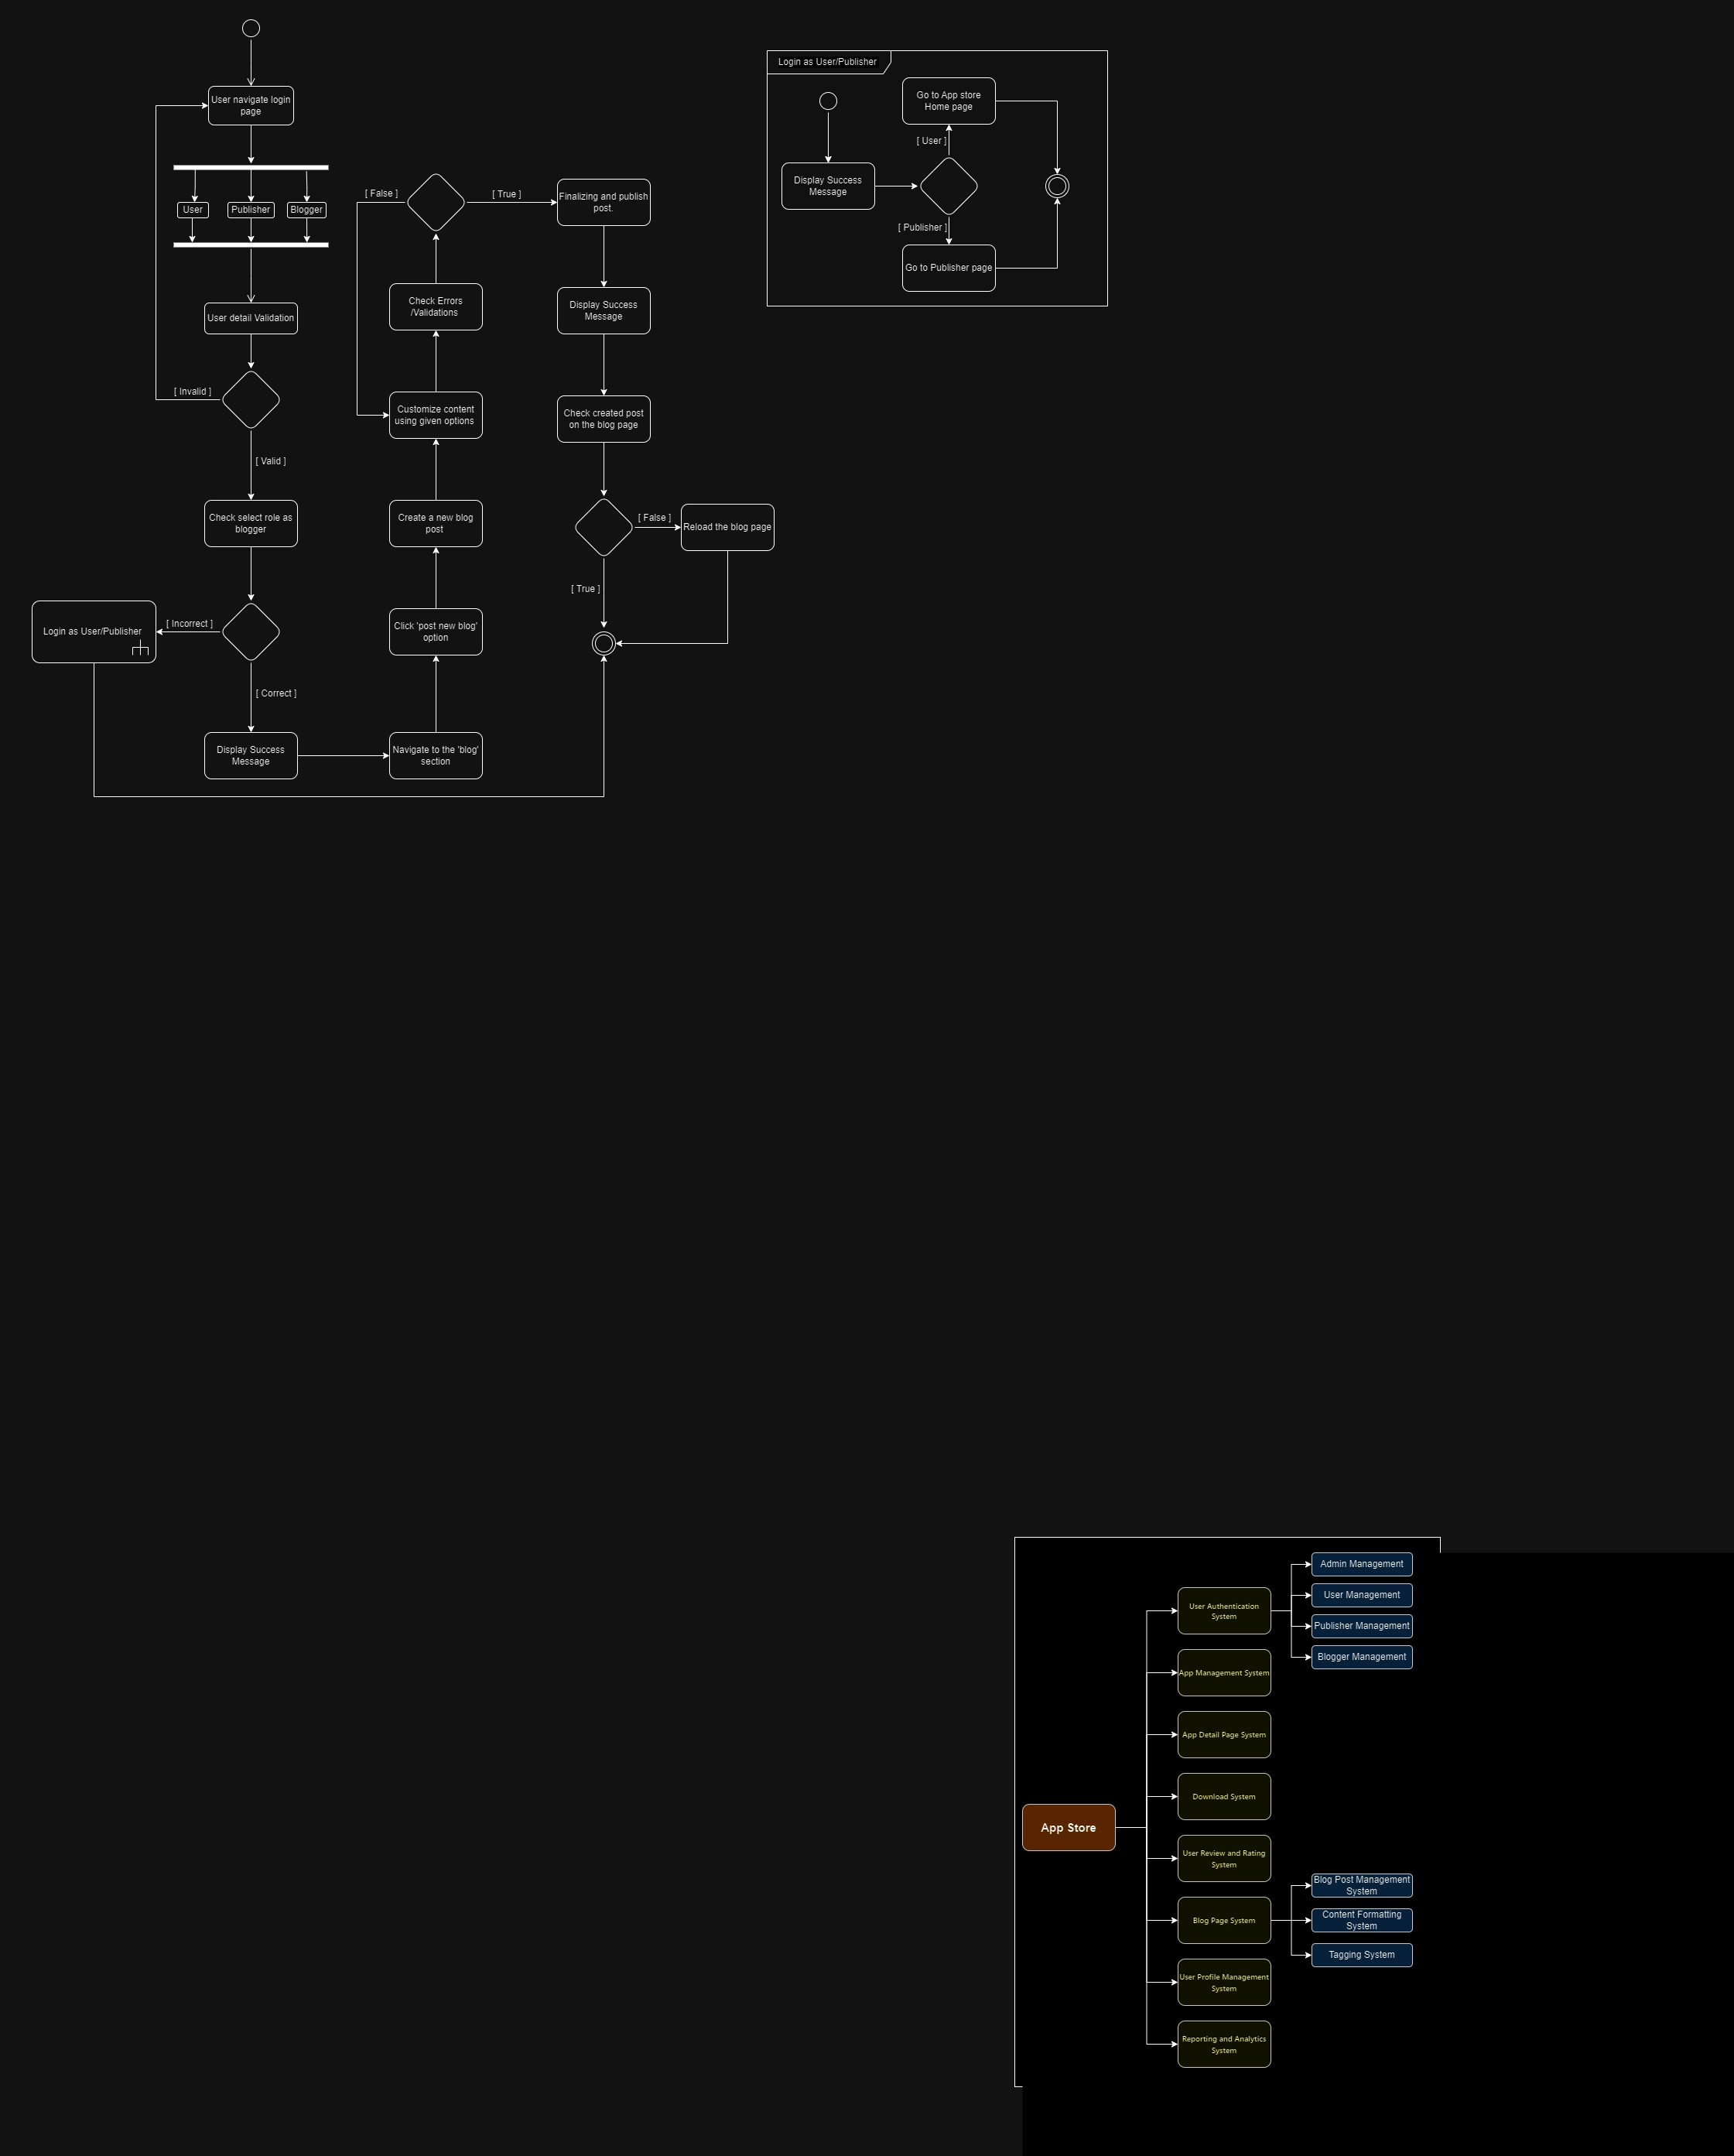 User navigate login
page
User
Publisher
Blogger
User detail Validation
[ Invalid ]
[ Valid ]
Check select role as
blogger
[ Incorrect ]
Login as User/Publisher
[ Correct ]
Display Success
Message
Navigate to the 'blog'
section
Click 'post new blog'
option
Create a new blog
post
Customize content
using given options
Check Errors
/Validations
[ False ]
[ True ]
Finalizing and publish
post.
Display Success
Message
Check created post
on the blog page
[ False ]
Reload the blog page
[ True ]
Login as User/Publisher
Display Success
Message
[ User ]
Go to App store
Home page
[ Publisher ]
Go to Publisher page
App Store
User Authentication
System
Admin Management
User Management
Publisher Management
Blogger Management
App Management System
App Detail Page System
Download System
User Review and Rating
System
Blog Page System
Blog Post Management
System
Content Formatting
System
Tagging System
User Profile Management
System
Reporting and Analytics
System